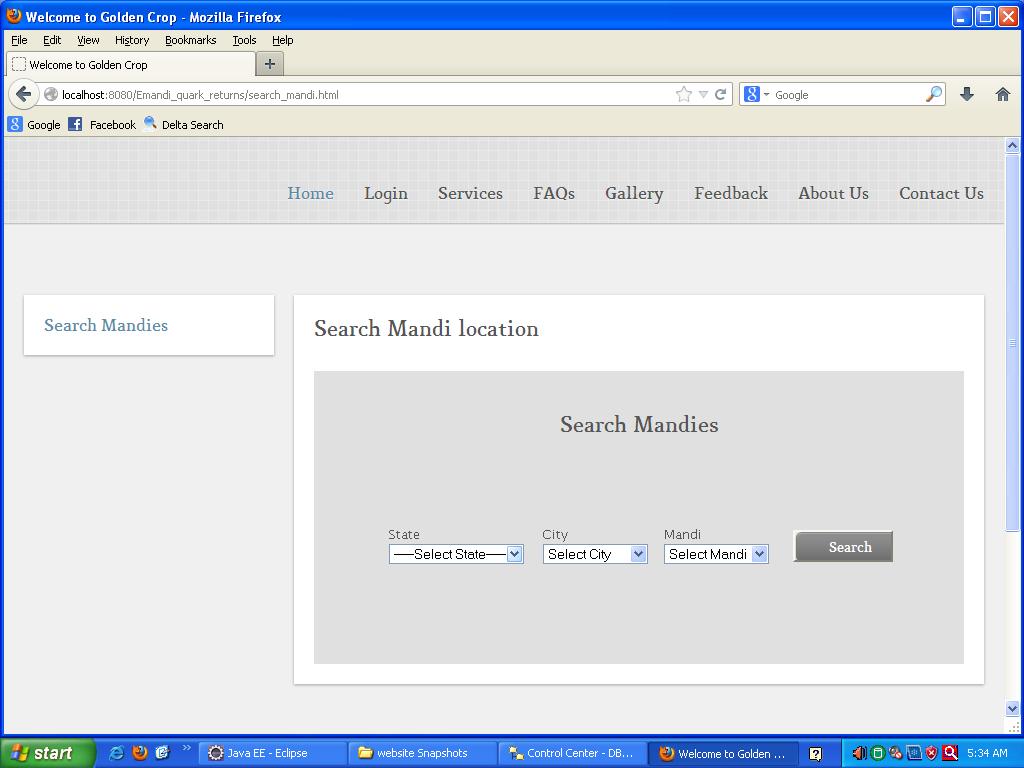 Welcome to Golden Crop - Mozilla Firefox
File Edit View History Bookmarks Tools Help
Welcome to Golden Crop
localhost:8080/Emandi_quark_returns/search_mandi.html
Google
Google Facebook Delta Search
Home Login Services FAQs Gallery Feedback About Us Contact Us
Search Mandies
Search Mandi location
Search Mandies
State City Mandi
-----Select State----- Select City Select Mandi Search
start Java EE - Eclipse website Snapshots Control Center - DB... Welcome to Golden ... 5:34 AM